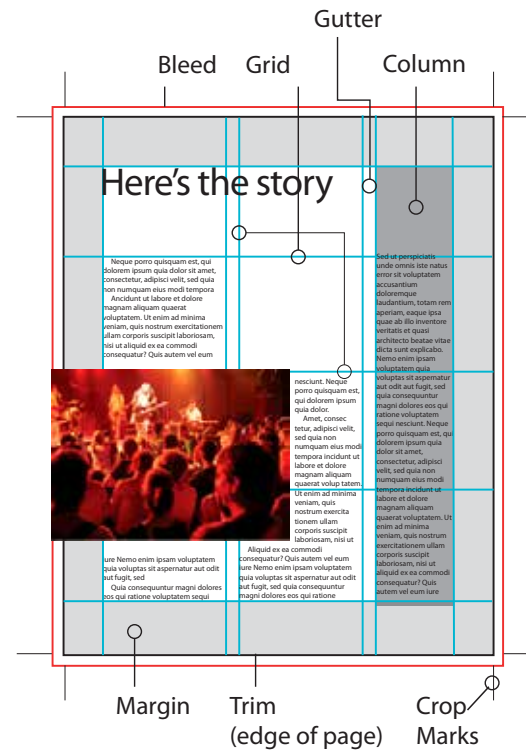 Gutter
Bleed
Grid
Column
Here's the story
Neque porro quisquam est, qui
dolorem ipsum quia dolor sit amet,
consectetur, adipisci velit, sed quia
non numquam eius modi tempora
Ancidunt ut labore et dolore
magnam aliquam quaerat
voluptatem. Ut enim ad minima
veniam, quis nostrum exercitationem
ullam corporis suscipit laboriosam,
nisi ut aliquid ex ea commodi
consequatur? Quis autem vel eum
iure Nemo enim ipsam voluptatem
quia voluptas sit aspernatur aut odit
aut fugit, sed
Quia consequuntur magni dolores
eos qui ratione voluptatem sequi
nesciunt. Neque
porro quisquam est,
qui dolorem ipsum
quia dolor.
Amet, consec
tetur, adipisci velit,
sed quia non
numquam eius modi
tempora incidunt ut
labore et dolore
magnam aliquam
quaerat volup tatem.
Ut enim ad minima
veniam, quis
nostrum exercita
tionem ullam
corporis suscipit
laboriosam, nisi ut
Aliquid ex ea commodi
consequatur? Quis autem vel eum
iure Nemo enim ipsam voluptatem
quia voluptas sit aspernatur aut odit
aut fugit, sed quia consequuntur
magni dolores eos qui ratione
Sed ut perspiciatis
unde omnis iste natus
error sit voluptatem
accusantium
doloremque
laudantium, totam rem
aperiam, eaque ipsa
quae ab illo inventore
veritatis et quasi
architecto beatae vitae
dicta sunt explicabo.
Nemo enim ipsam
voluptatem quia
voluptas sit aspernatur
aut odit aut fugit, sed
quia consequuntur
magni dolores eos qui
ratione voluptatem
sequi nesciunt. Neque
porro quisquam est, qui
dolorem ipsum quia
dolor sit amet,
consectetur, adipisci
velit, sed quia non
numquam eius modi
tempora incidunt ut
labore et dolore
magnam aliquam
quaerat voluptatem. Ut
enim ad minima
veniam, quis nostrum
exercitationem ullam
corporis suscipit
laboriosam, nisi ut
aliquid ex ea commodi
consequatur? Quis
autem vel eum iure
Margin
Trim
(edge of page)
Crop
Marks